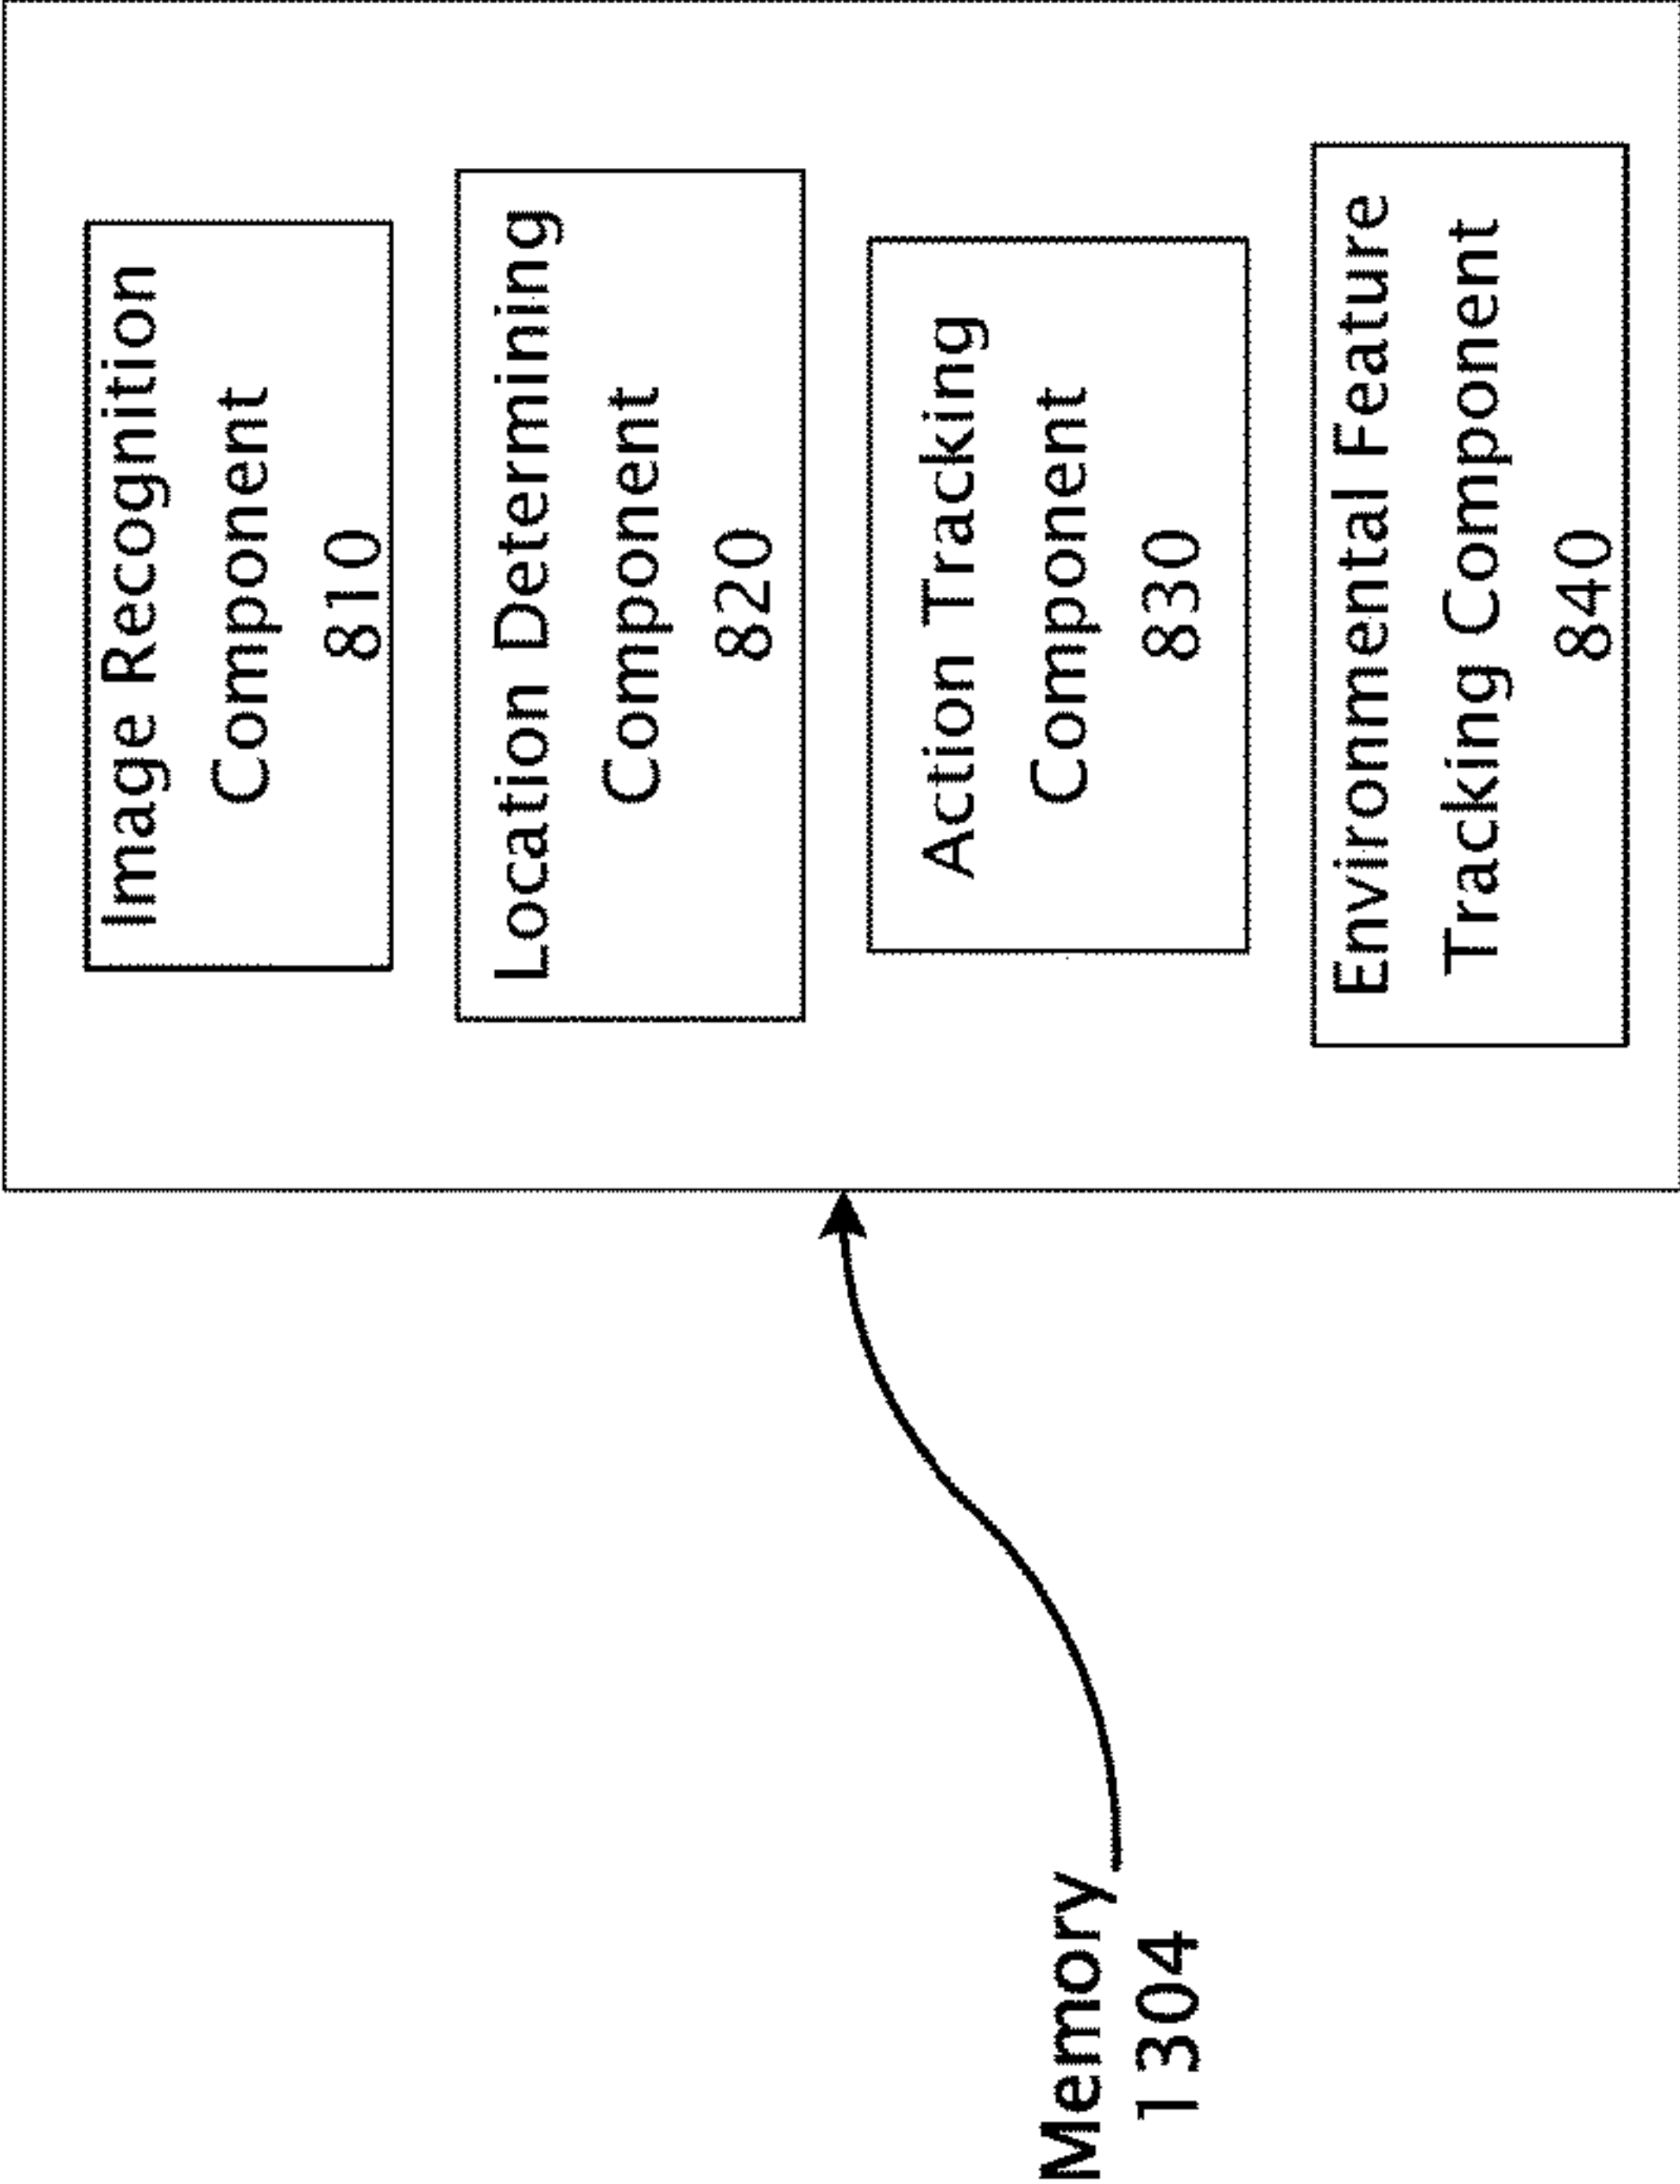 Image Recognition
Component
810
Location Determining
Component
820
Action Tracking
Component
830
Environmental Feature
Tracking Component
840
Memory
1304